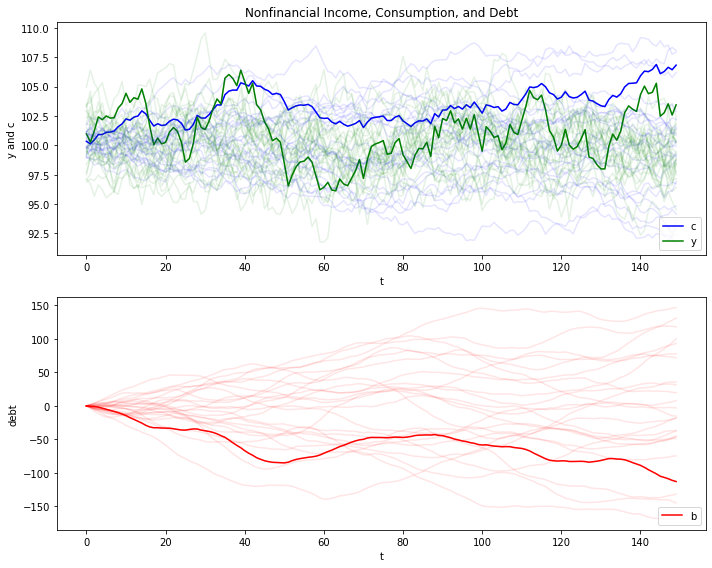 Nonfinancial Income, Consumption, and Debt
110.0
107.5
105.0
102.5
100.0
97.5
95.0
92.5
y and c
0 20 40 60 80 100 120 140
t
c
y
150
100
50
0
−50
−100
−150
debt
0 20 40 60 80 100 120 140
t
b